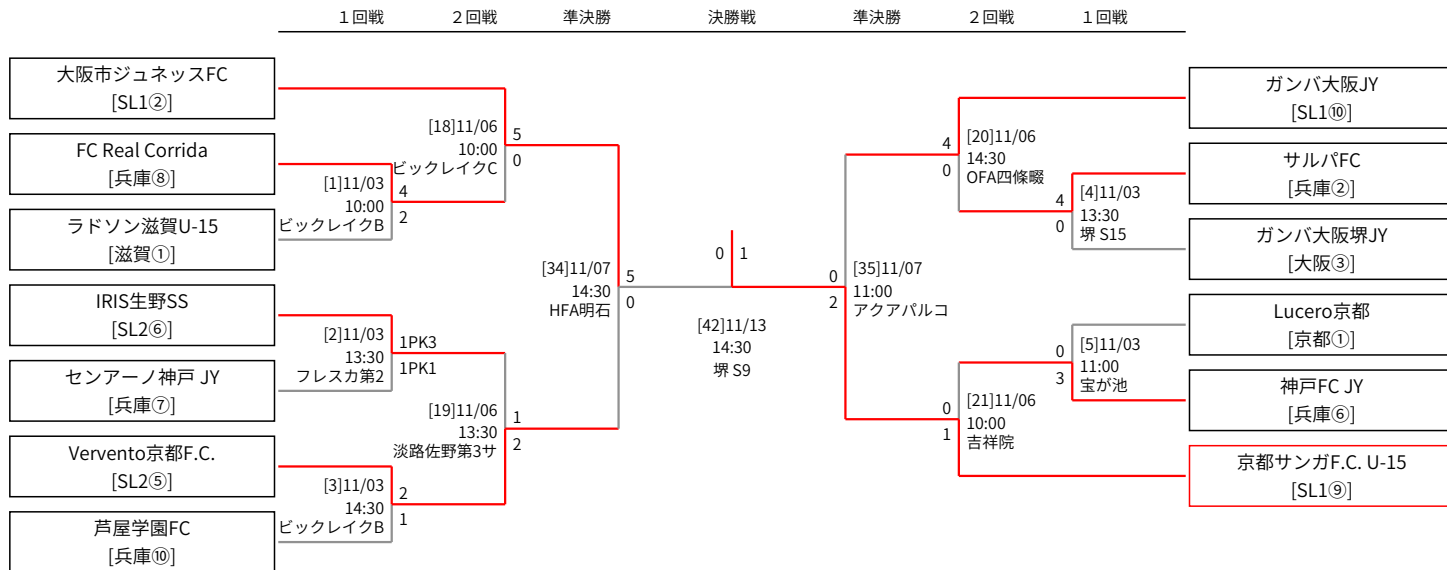 １回戦
２回戦
準決勝
決勝戦
準決勝
２回戦
１回戦
大阪市ジュネッスFC
[SL1②]
FC Real Corrida
[兵庫⑧]
ラドソン滋賀U-15
[滋賀①]
IRIS生野SS
[SL2⑥]
センアーノ神戸 JY
[兵庫⑦]
Vervento京都F.C.
[SL2⑤]
芦屋学園FC
[兵庫⑩]
[1]11/03
10:00
ビックレイクB
4
2
[2]11/03
13:30
フレスカ第2
1PK3
1PK1
[3]11/03
14:30
ビックレイクB
2
1
[18]11/06
10:00
ビックレイクC
5
0
[19]11/06
13:30
淡路佐野第3サ
1
2
[34]11/07
14:30
HFA明石
5
0
0
1
[42]11/13
14:30
堺 S9
0
2
[35]11/07
11:00
アクアパルコ
4
0
[20]11/06
14:30
OFA四條畷
0
1
[21]11/06
10:00
吉祥院
4
0
[4]11/03
13:30
堺 S15
0
3
[5]11/03
11:00
宝が池
ガンバ大阪JY
[SL1⑩]
サルパFC
[兵庫②]
ガンバ大阪堺JY
[大阪③]
Lucero京都
[京都①]
神戸FC JY
[兵庫⑥]
京都サンガF.C. U-15
[SL1⑨]